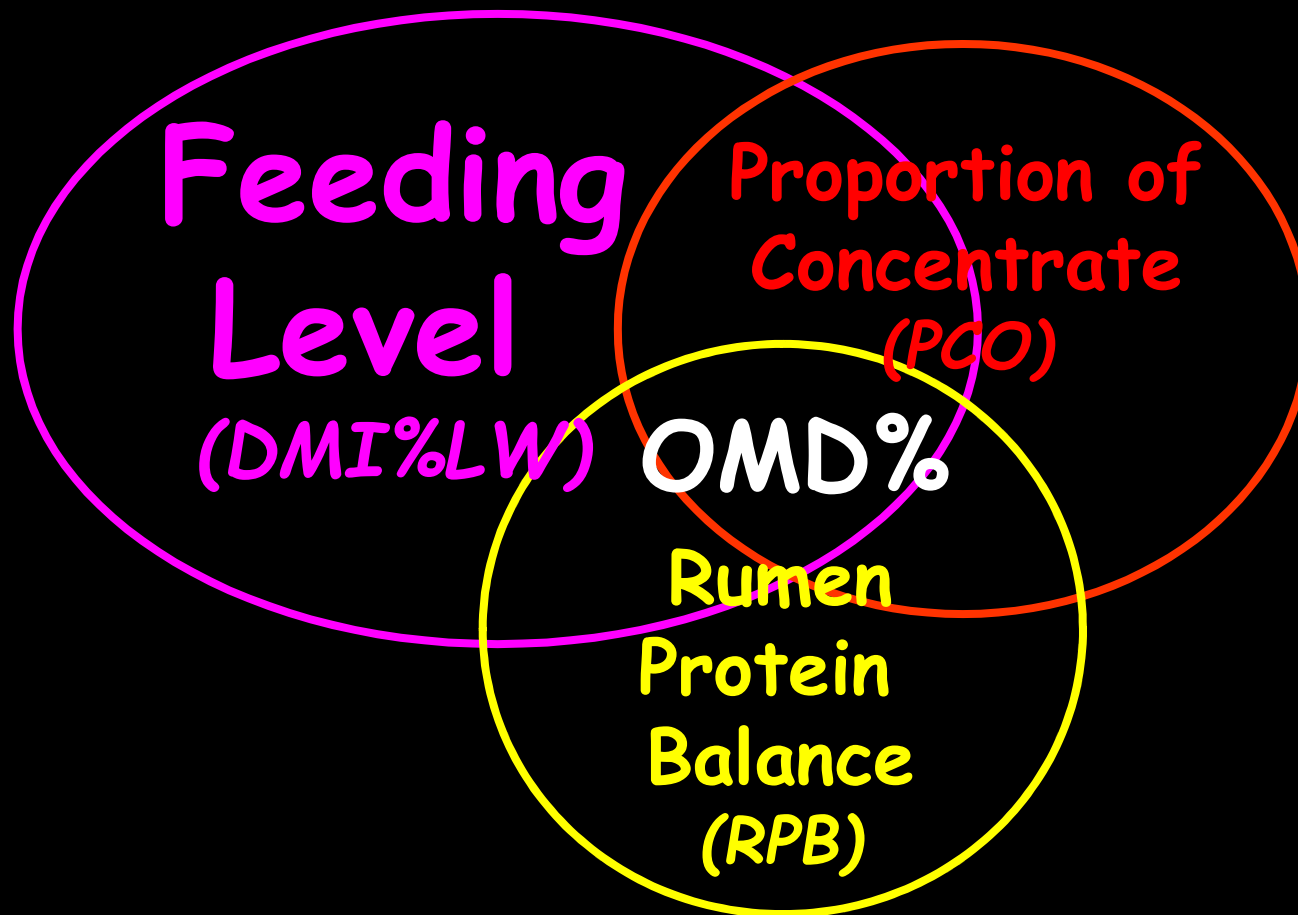 Feeding
Level
(DMI%LW)
Proportion of
Concentrate
(PCO)
OMD%
Rumen
Protein
Balance
(RPB)